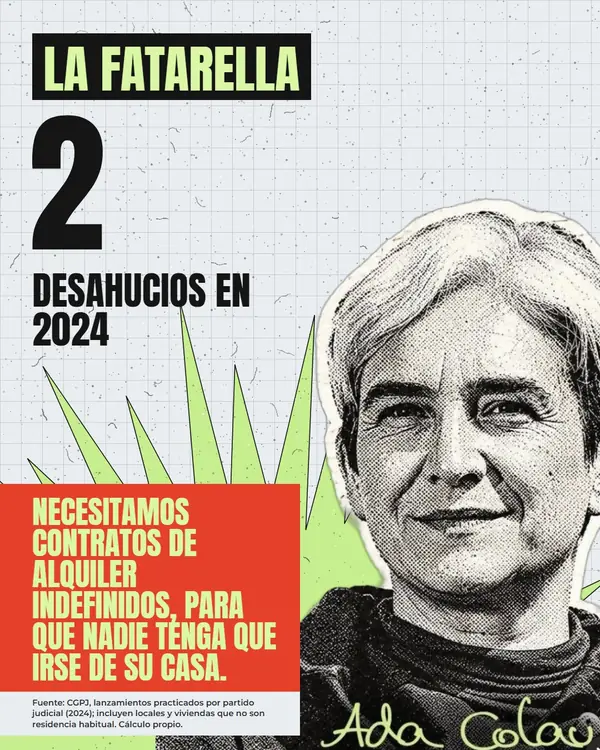 LA FATARELLA
2
DESAHUCIOS EN
2024
NECESITAMOS
CONTRATOS DE
ALQUILER
INDEFINIDOS, PARA
QUE NADIE TENGA QUE
IRSE DE SU CASA.
Fuente: CGPJ, lanzamientos practicados por partido
judicial (2024); incluyen locales y viviendas que no son
residencia habitual. Cálculo propio.
Ada Colau